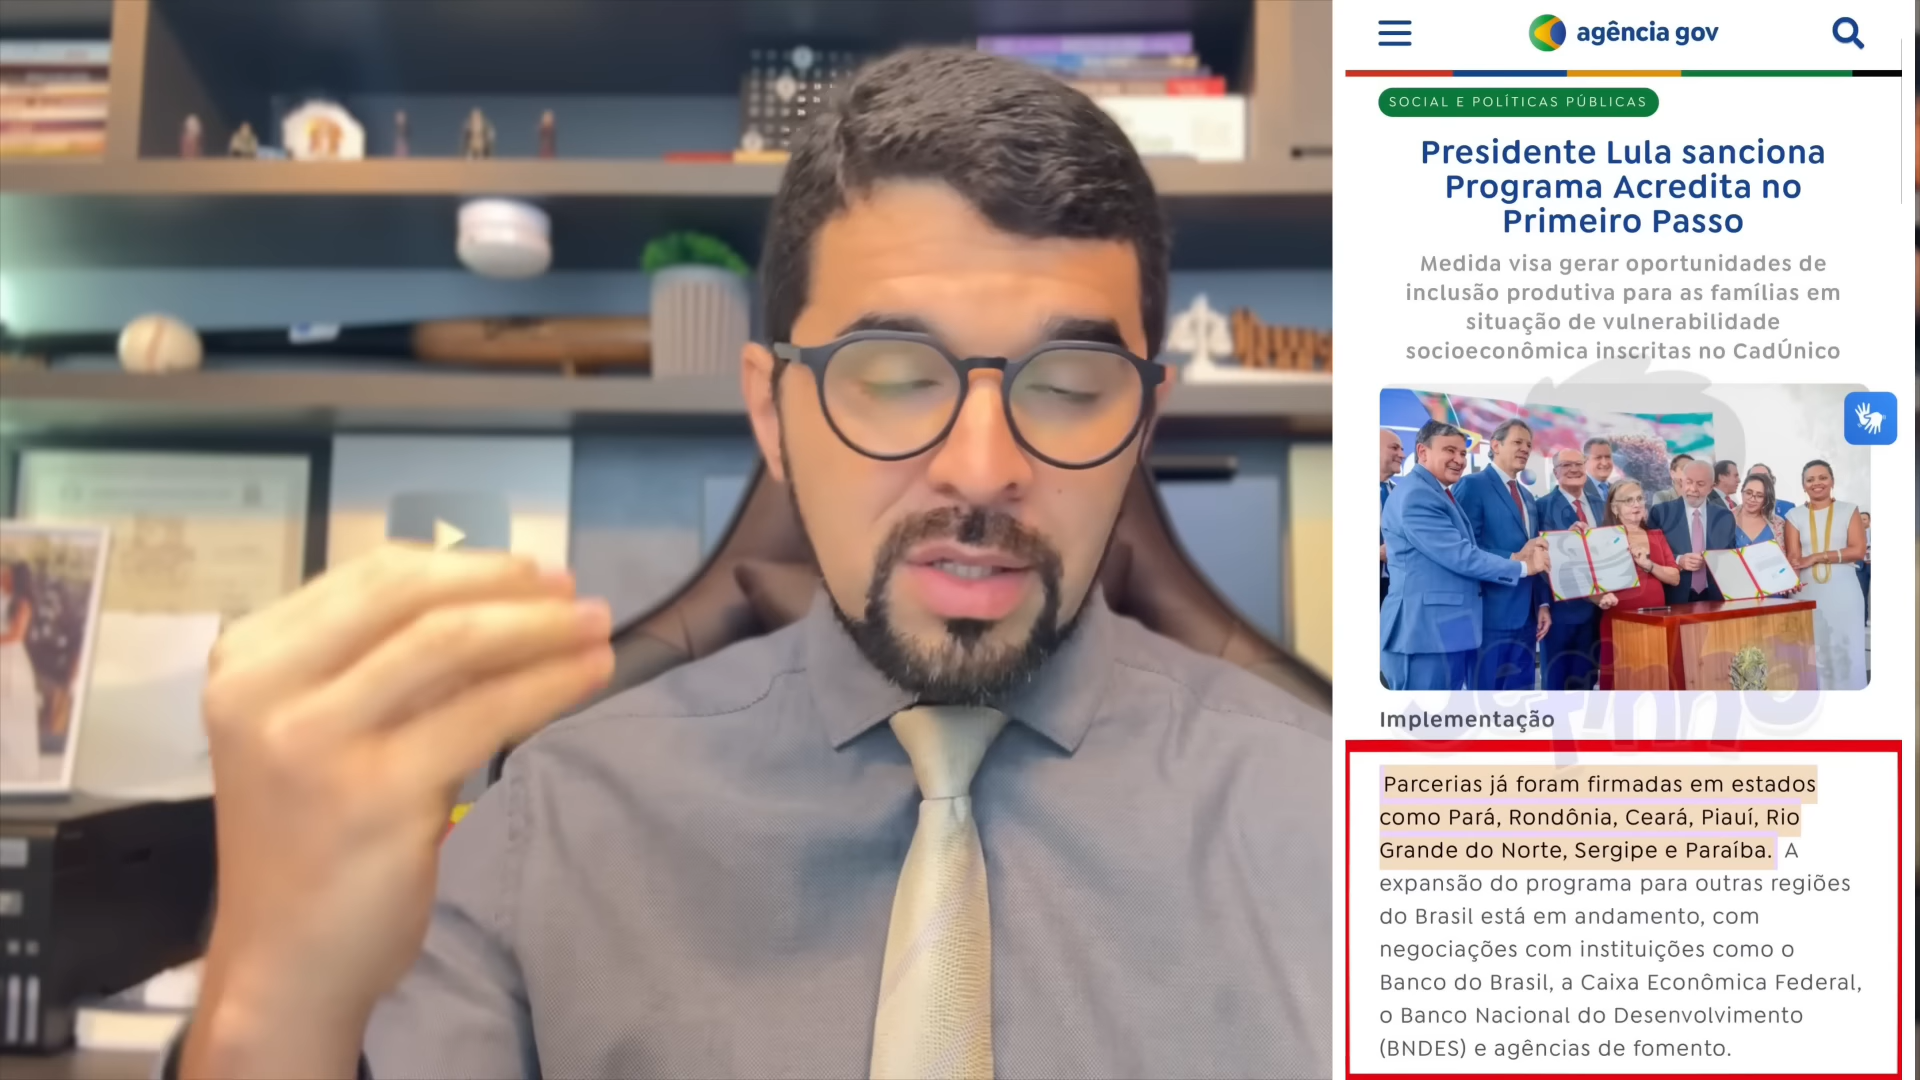 agência gov
SOCIAL E POLÍTICAS PÚBLICAS
Presidente Lula sanciona
Programa Acredita no
Primeiro Passo
Medida visa gerar oportunidades de
inclusão produtiva para as famílias em
situação de vulnerabilidade
socioeconômica inscritas no CadÚnico
Implementação
Parcerias já foram firmadas em estados
como Pará, Rondônia, Ceará, Piauí, Rio
Grande do Norte, Sergipe e Paraíba. A
expansão do programa para outras regiões
do Brasil está em andamento, com
negociações com instituições como o
Banco do Brasil, a Caixa Econômica Federal,
o Banco Nacional do Desenvolvimento
(BNDES) e agências de fomento.